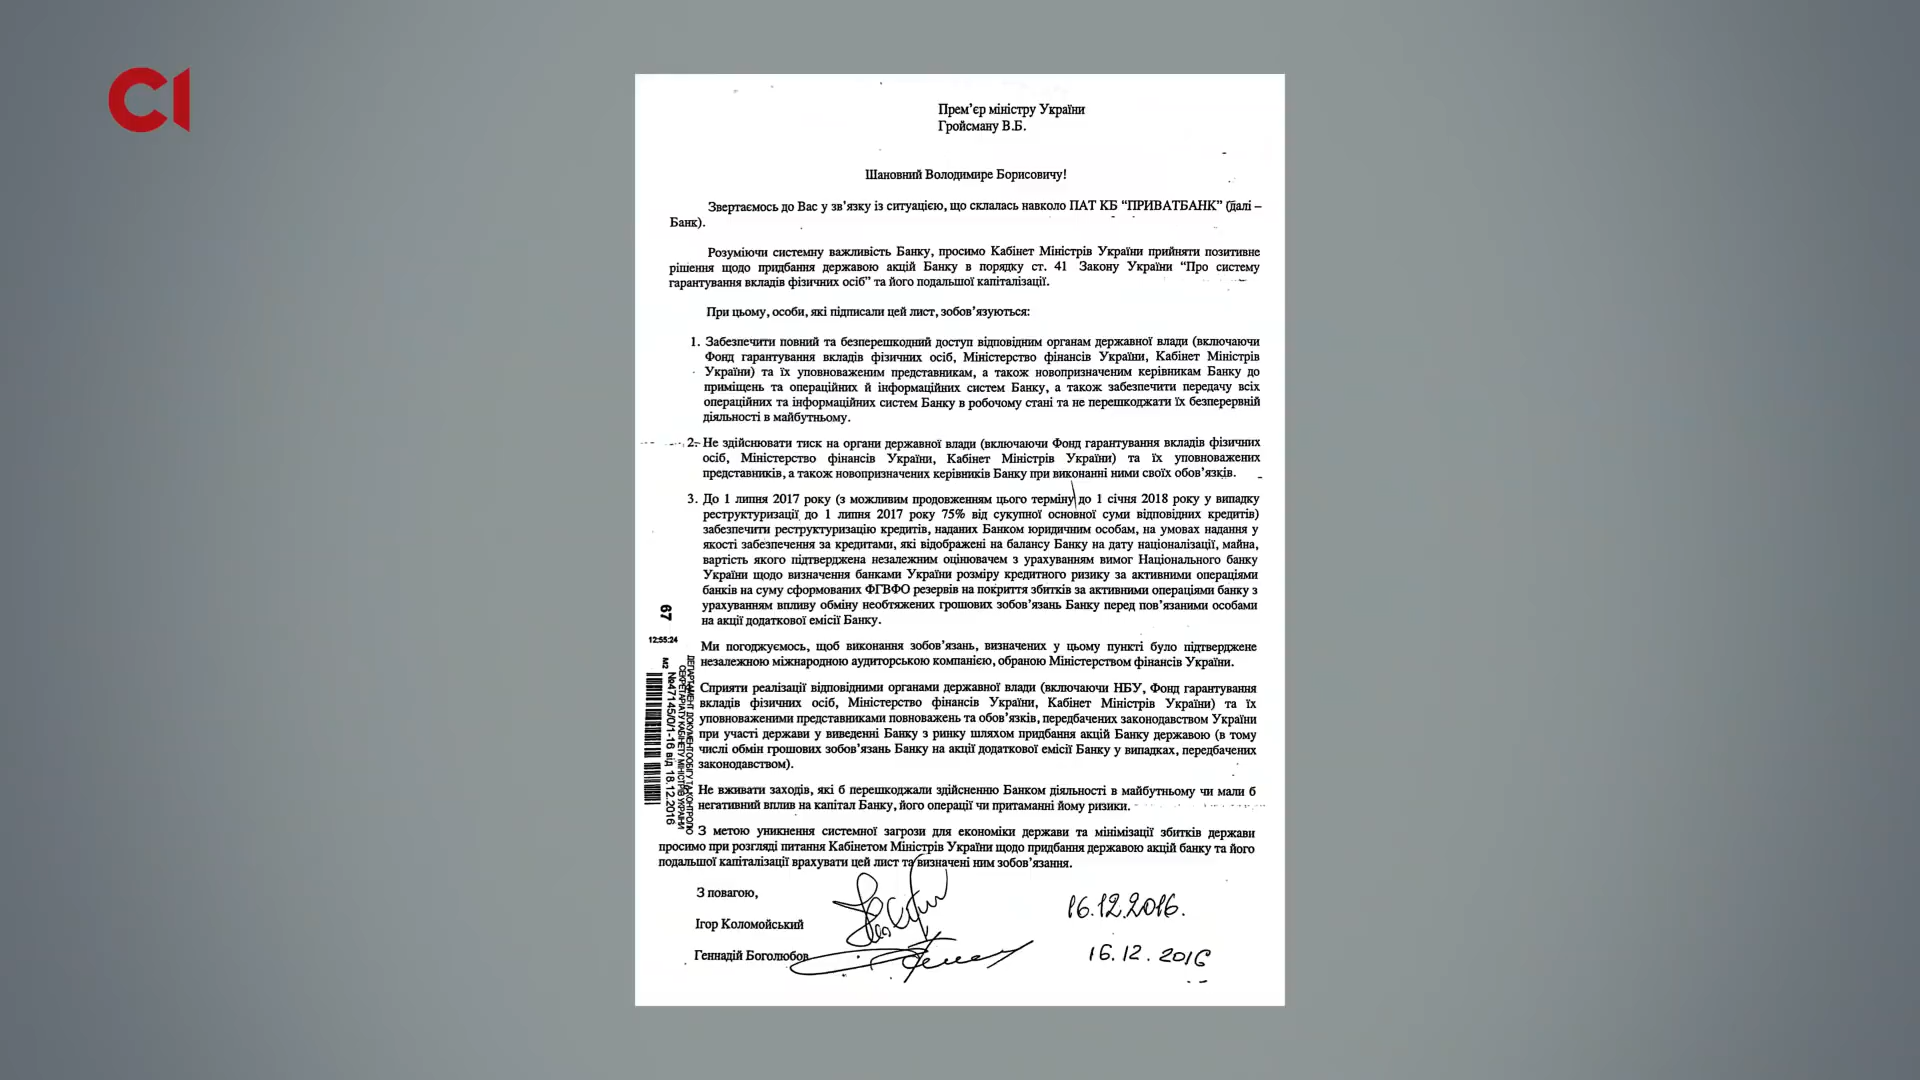 C1
Прем’єр міністру України
Гройсману В.Б.
Шановний Володимире Борисовичу!
Звертаємось до Вас у зв’язку із ситуацією, що склалась навколо ПАТ КБ “ПРИВАТБАНК” (далі –
Банк).
Розуміючи системну важливість Банку, просимо Кабінет Міністрів України прийняти позитивне
рішення щодо придбання державою акцій Банку в порядку ст. 41 Закону України “Про систему
гарантування вкладів фізичних осіб” та його подальшої капіталізації.
При цьому, особи, які підписали цей лист, зобов’язуються:
1. Забезпечити повний та безперешкодний доступ відповідним органам державної влади (включаючи
Фонд гарантування вкладів фізичних осіб, Міністерство фінансів України, Кабінет Міністрів
України) та їх уповноваженим представникам, а також новопризначеним керівникам Банку до
приміщень та операційних й інформаційних систем Банку, а також забезпечити передачу всіх
операційних та інформаційних систем Банку в робочому стані та не перешкоджати їх безперервній
діяльності в майбутньому.
2. Не здійснювати тиск на органи державної влади (включаючи Фонд гарантування вкладів фізичних
осіб, Міністерство фінансів України, Кабінет Міністрів України) та їх уповноважених
представників, а також новопризначених керівників Банку при виконанні ними своїх обов’язків.
3. До 1 липня 2017 року (з можливим продовженням цього терміну до 1 січня 2018 року у випадку
реструктуризації до 1 липня 2017 року 75% від сукупної основної суми відповідних кредитів)
забезпечити реструктуризацію кредитів, наданих Банком юридичним особам, на умовах надання у
якості забезпечення за кредитами, які відображені на балансу Банку на дату націоналізації, майна,
вартість якого підтверджена незалежним оцінювачем з урахуванням вимог Національного банку
України щодо визначення банками України розміру кредитного ризику за активними операціями
банків на суму сформованих ФГВФО резервів на покриття збитків за активними операціями банку з
урахуванням впливу обміну необтяжених грошових зобов’язань Банку перед пов’язаними особами
на акції додаткової емісії Банку.
Ми погоджуємось, щоб виконання зобов’язань, визначених у цьому пункті було підтверджене
незалежною міжнародною аудиторською компанією, обраною Міністерством фінансів України.
Сприяти реалізації відповідними органами державної влади (включаючи НБУ, Фонд гарантування
вкладів фізичних осіб, Міністерство фінансів України, Кабінет Міністрів України) та їх
уповноваженими представниками повноважень та обов’язків, передбачених законодавством України
при участі держави у виведенні Банку з ринку шляхом придбання акцій Банку державою (в тому
числі обмін грошових зобов’язань Банку на акції додаткової емісії Банку у випадках, передбачених
законодавством).
Не вживати заходів, які б перешкоджали здійсненню Банком діяльності в майбутньому чи мали б
негативний вплив на капітал Банку, його операції чи притаманні йому ризики.
З метою уникнення системної загрози для економіки держави та мінімізації збитків держави
просимо при розгляді питання Кабінетом Міністрів України щодо придбання державою акцій банку та його
подальшої капіталізації врахувати цей лист та визначені ним зобов’язання.
З повагою,
Ігор Коломойський
16.12.2016.
Геннадій Боголюбов
16.12.2016
67
12:55:24
ДЕПАРТАМЕНТ ДОКУМЕНТООБІГУ ТА КОНТРОЛЮ
СЕКРЕТАРІАТУ КАБІНЕТУ МІНІСТРІВ УКРАЇНИ
№47145/0/1-16 від 18.12.2016
М2